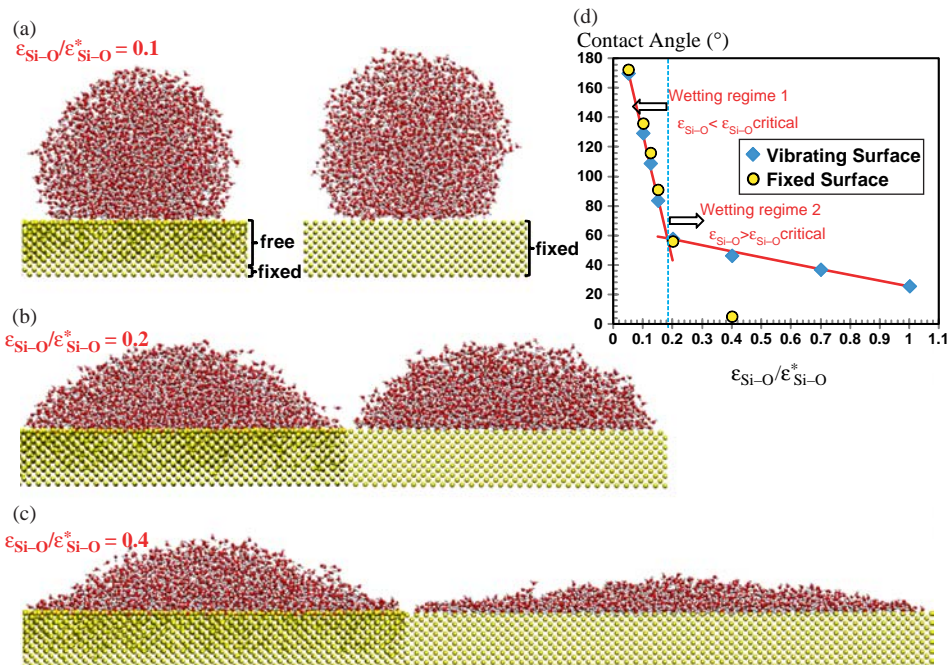 (a)
εSi–O/ε*Si–O = 0.1
free
fixed
fixed
(b)
εSi–O/ε*Si–O = 0.2
(c)
εSi–O/ε*Si–O = 0.4
(d)
Contact Angle (°)
180
160
140
120
100
80
60
40
20
0
Wetting regime 1
εSi–O< εSi–Ocritical
Vibrating Surface
Fixed Surface
Wetting regime 2
εSi–O>εSi–Ocritical
0 0.1 0.2 0.3 0.4 0.5 0.6 0.7 0.8 0.9 1 1.1
εSi–O/ε*Si–O